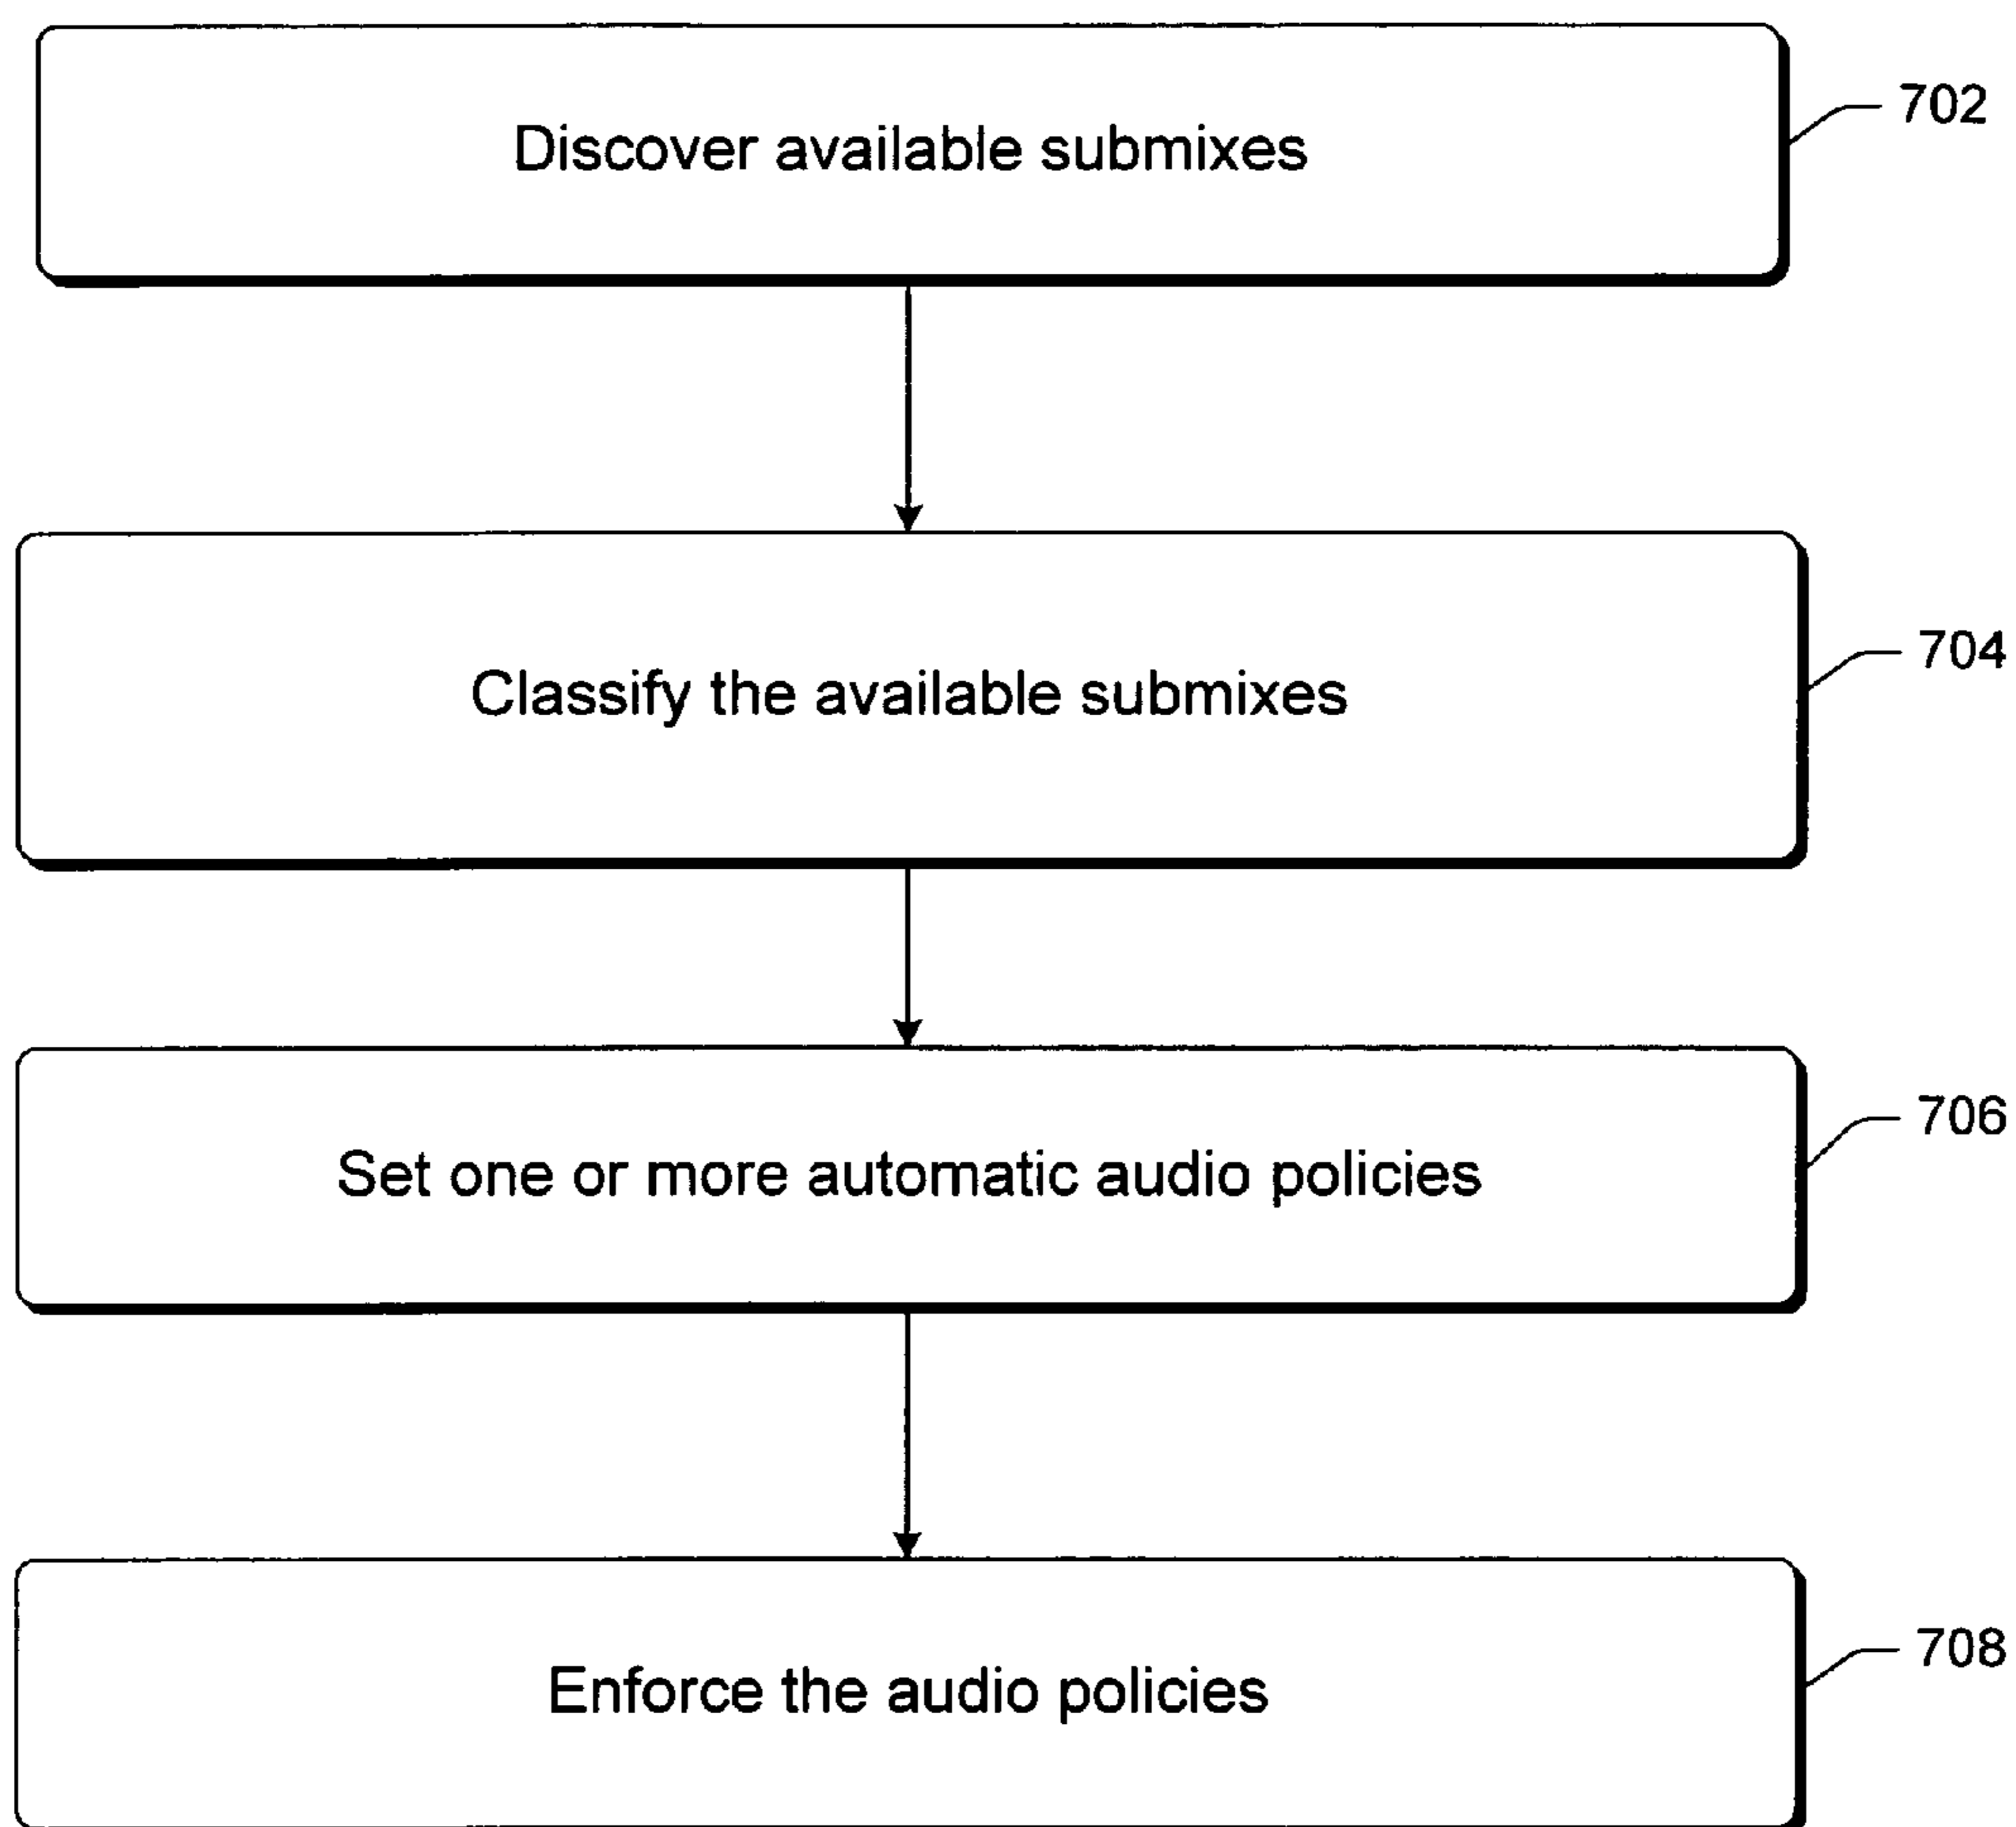 Discover available submixes
702
Classify the available submixes
704
Set one or more automatic audio policies
706
Enforce the audio policies
708